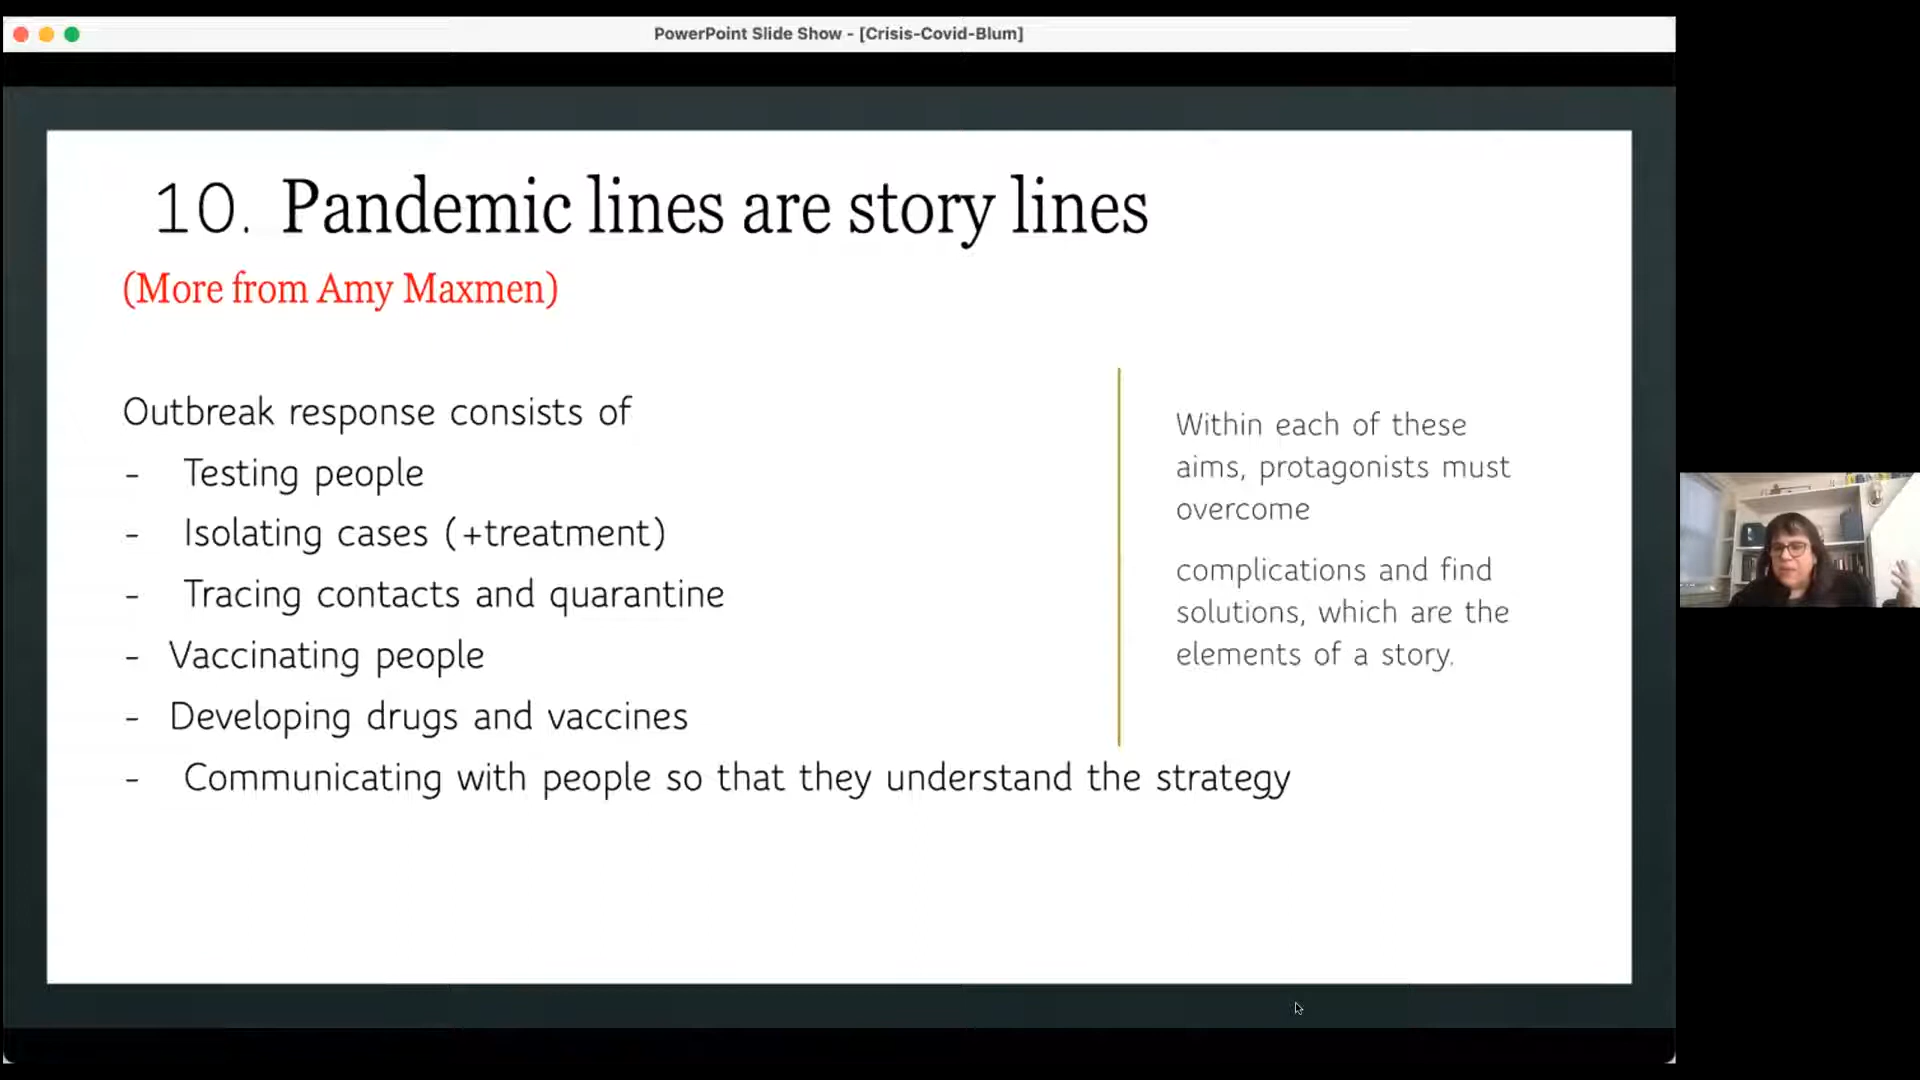 PowerPoint Slide Show - [Crisis-Covid-Blum]
10. Pandemic lines are story lines
(More from Amy Maxmen)
Outbreak response consists of
- Testing people
- Isolating cases (+treatment)
- Tracing contacts and quarantine
- Vaccinating people
- Developing drugs and vaccines
- Communicating with people so that they understand the strategy
Within each of these
aims, protagonists must
overcome
complications and find
solutions, which are the
elements of a story.